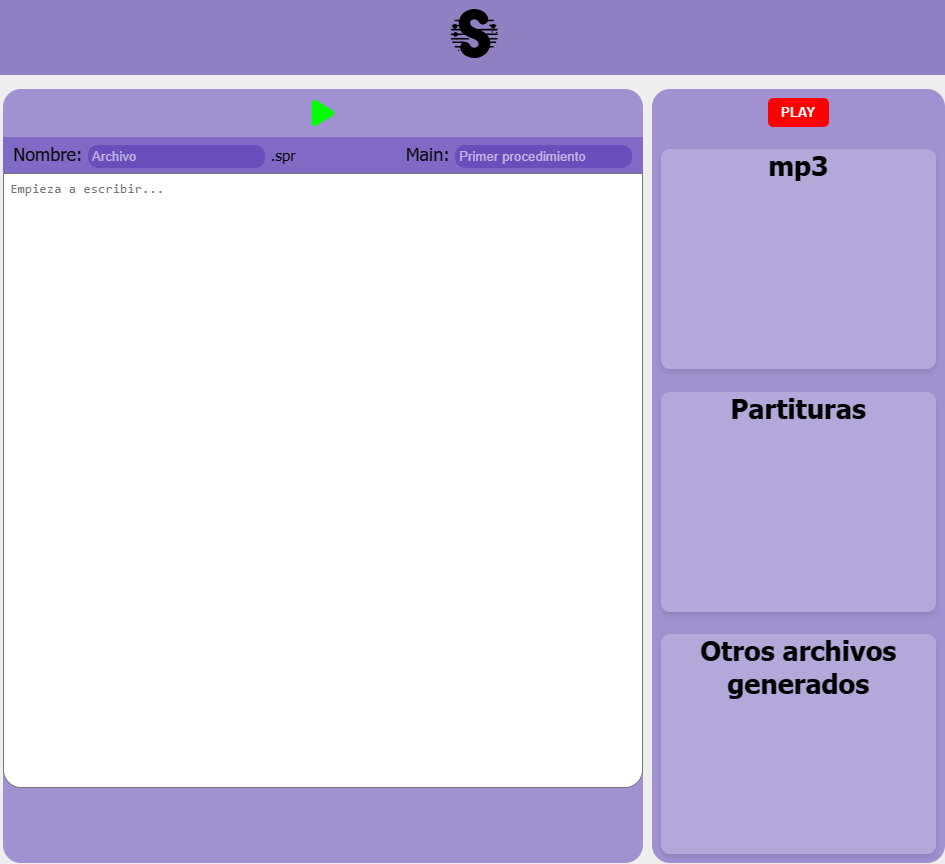 S
Nombre: Archivo .spr Main: Primer procedimiento
Empieza a escribir...
PLAY
mp3
Partituras
Otros archivos
generados